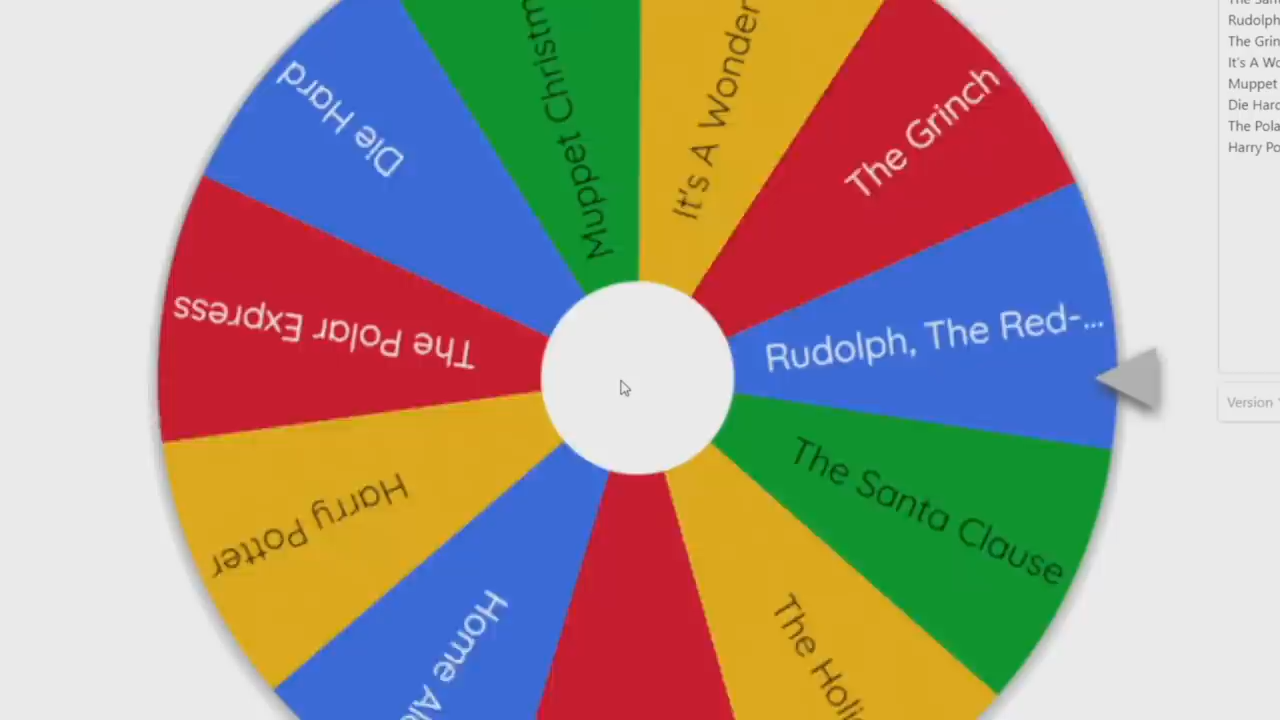 Muppet Christm
It's A Wonder
The Grinch
Rudolph, The Red-...
The Santa Clause
The Holi
Home Al
Harry Potter
The Polar Express
Die Hard
Rudolph
The Grin
It's A Wo
Muppet
Die Hard
The Pola
Harry Po
Version